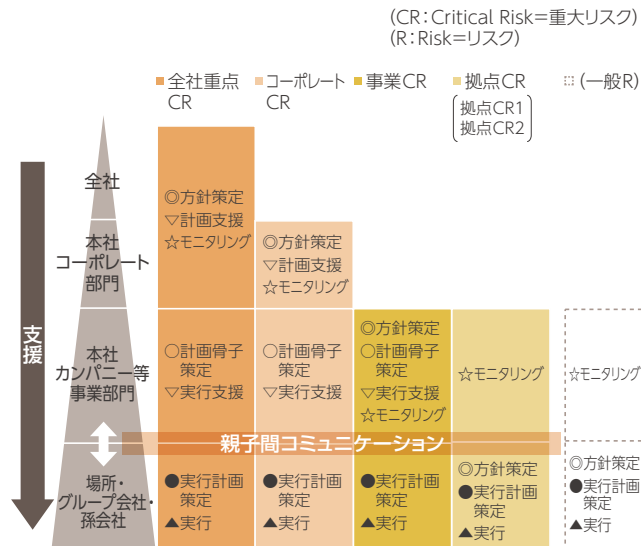 (CR：Critical Risk=重大リスク)
(R：Risk=リスク)
全社重点
CR
コーポレート
CR
事業CR
拠点CR
拠点CR1
拠点CR2
(一般R)
支援
全社
本社
コーポレート
部門
本社
カンパニー等
事業部門
場所・
グループ会社・
孫会社
◎方針策定
▽計画支援
☆モニタリング
◎方針策定
▽計画支援
☆モニタリング
○計画骨子
策定
▽実行支援
○計画骨子
策定
▽実行支援
◎方針策定
○計画骨子
策定
▽実行支援
☆モニタリング
☆モニタリング
☆モニタリング
親子間コミュニケーション
●実行計画
策定
▲実行
●実行計画
策定
▲実行
●実行計画
策定
▲実行
◎方針策定
●実行計画
策定
▲実行
◎方針策定
●実行計画
策定
▲実行